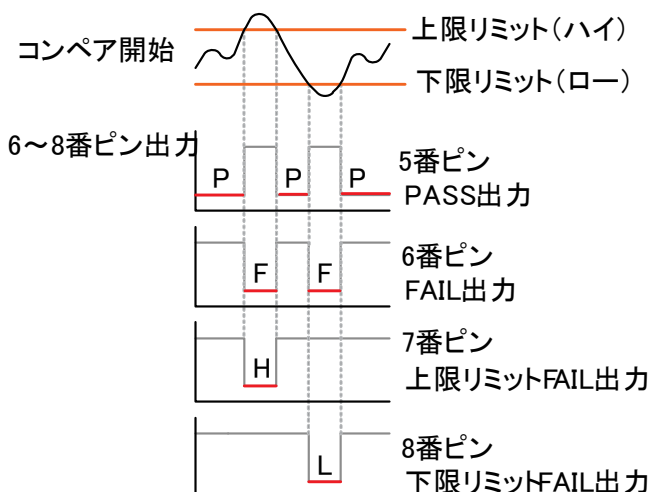 上限リミット(ハイ)
コンペア開始
下限リミット(ロー)
6～8番ピン出力
P P P
5番ピン
PASS出力
F F
6番ピン
FAIL出力
H
7番ピン
上限リミットFAIL出力
L
8番ピン
下限リミットFAIL出力